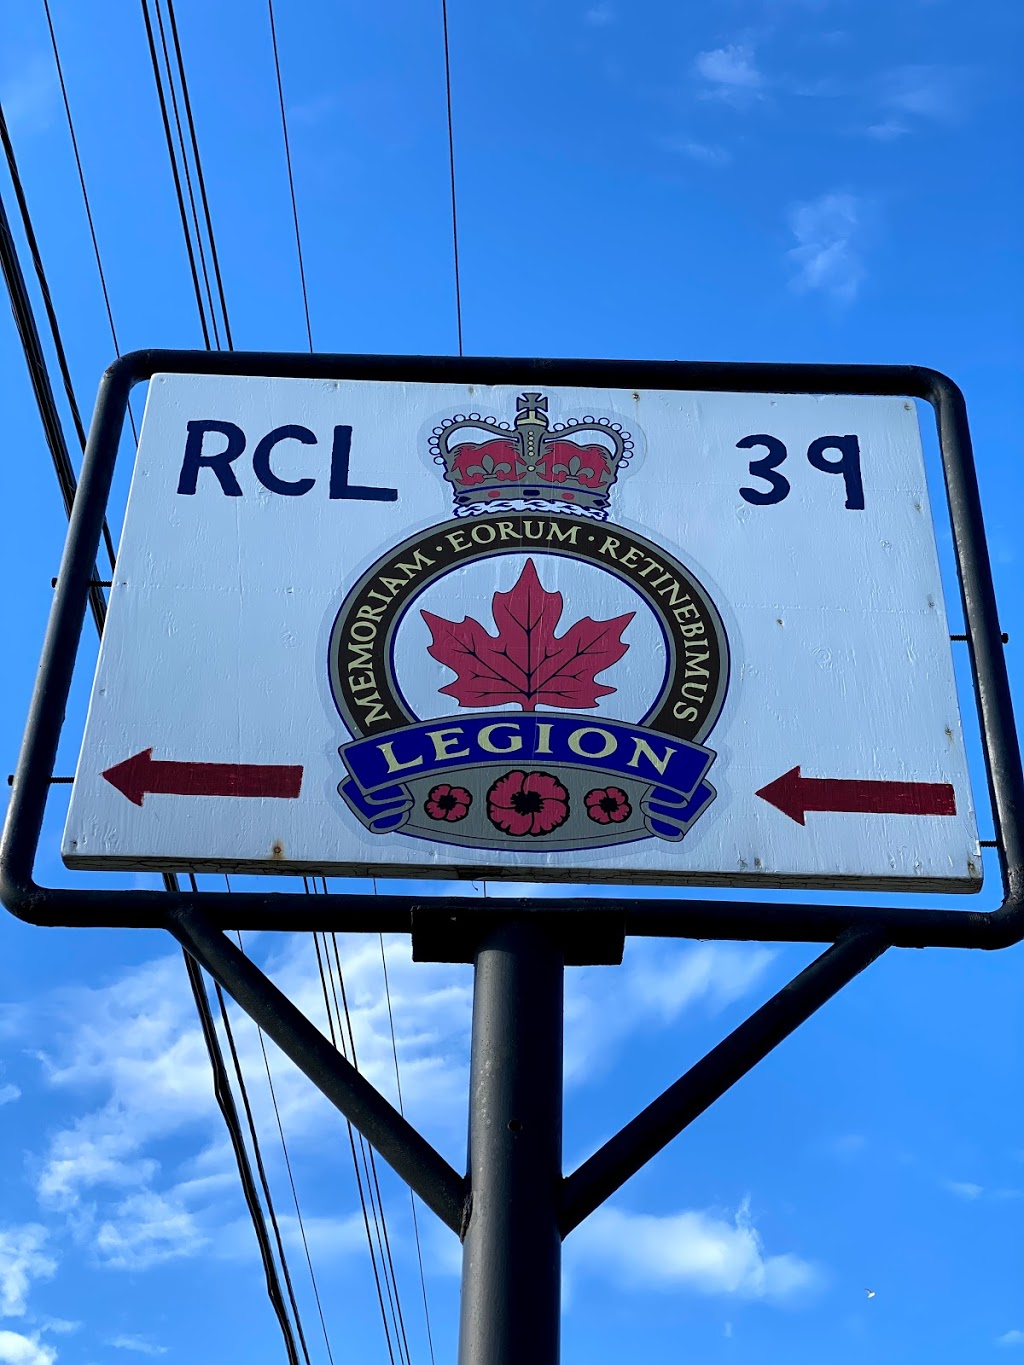 RCL 39
MEMORIAM · EORUM · RETINEBIMUS
LEGION